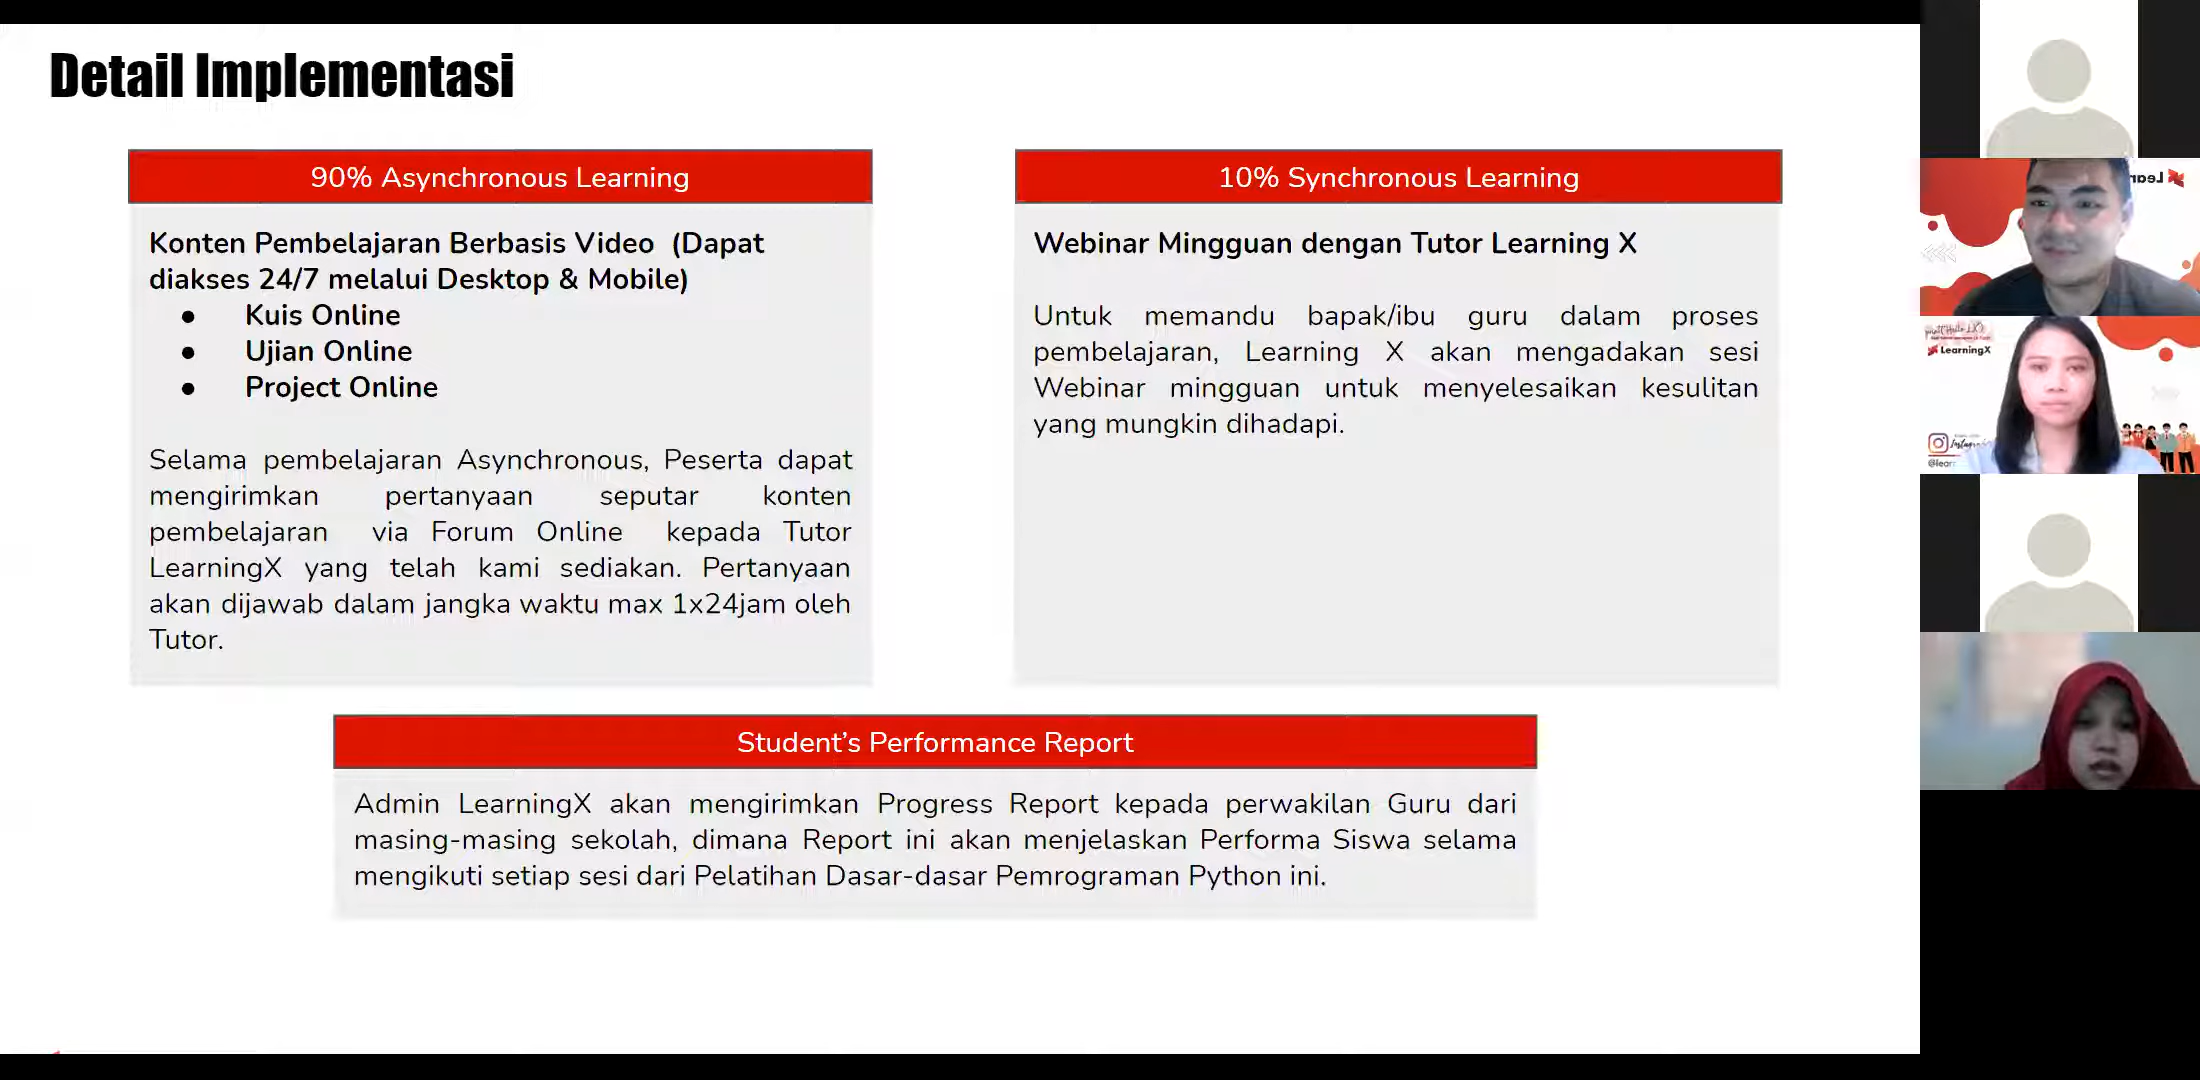 Detail Implementasi
90% Asynchronous Learning
Konten Pembelajaran Berbasis Video (Dapat
diakses 24/7 melalui Desktop & Mobile)
● Kuis Online
● Ujian Online
● Project Online
Selama pembelajaran Asynchronous, Peserta dapat
mengirimkan pertanyaan seputar konten
pembelajaran via Forum Online kepada Tutor
LearningX yang telah kami sediakan. Pertanyaan
akan dijawab dalam jangka waktu max 1x24jam oleh
Tutor.
10% Synchronous Learning
Webinar Mingguan dengan Tutor Learning X
Untuk memandu bapak/ibu guru dalam proses
pembelajaran, Learning X akan mengadakan sesi
Webinar mingguan untuk menyelesaikan kesulitan
yang mungkin dihadapi.
Student’s Performance Report
Admin LearningX akan mengirimkan Progress Report kepada perwakilan Guru dari
masing-masing sekolah, dimana Report ini akan menjelaskan Performa Siswa selama
mengikuti setiap sesi dari Pelatihan Dasar-dasar Pemrograman Python ini.
Lear
LearningX
@lear